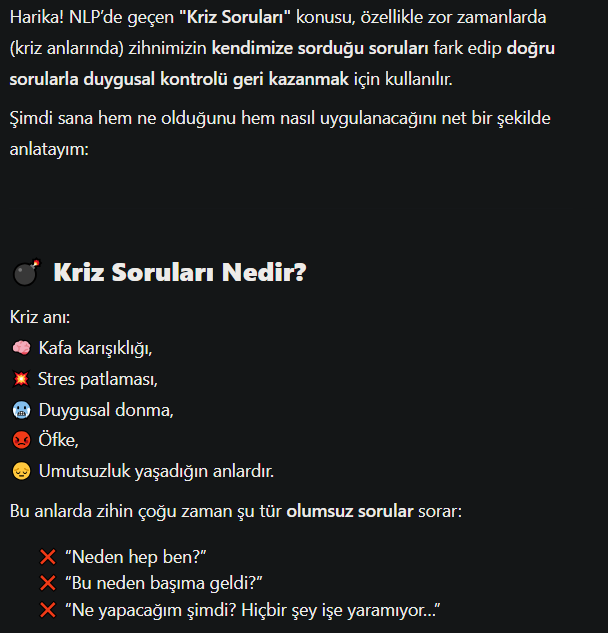 Harika! NLP’de geçen "Kriz Soruları" konusu, özellikle zor zamanlarda
(kriz anlarında) zihnimizin kendimize sorduğu soruları fark edip doğru
sorularla duygusal kontrolü geri kazanmak için kullanılır.
Şimdi sana hem ne olduğunu hem nasıl uygulanacağını net bir şekilde
anlatayım:
💣 Kriz Soruları Nedir?
Kriz anı:
🧠 Kafa karışıklığı,
💥 Stres patlaması,
🥶 Duygusal donma,
😡 Öfke,
😔 Umutsuzluk yaşadığın anlardır.
Bu anlarda zihin çoğu zaman şu tür olumsuz sorular sorar:
❌ “Neden hep ben?”
❌ “Bu neden başıma geldi?”
❌ “Ne yapacağım şimdi? Hiçbir şey işe yaramıyor…”